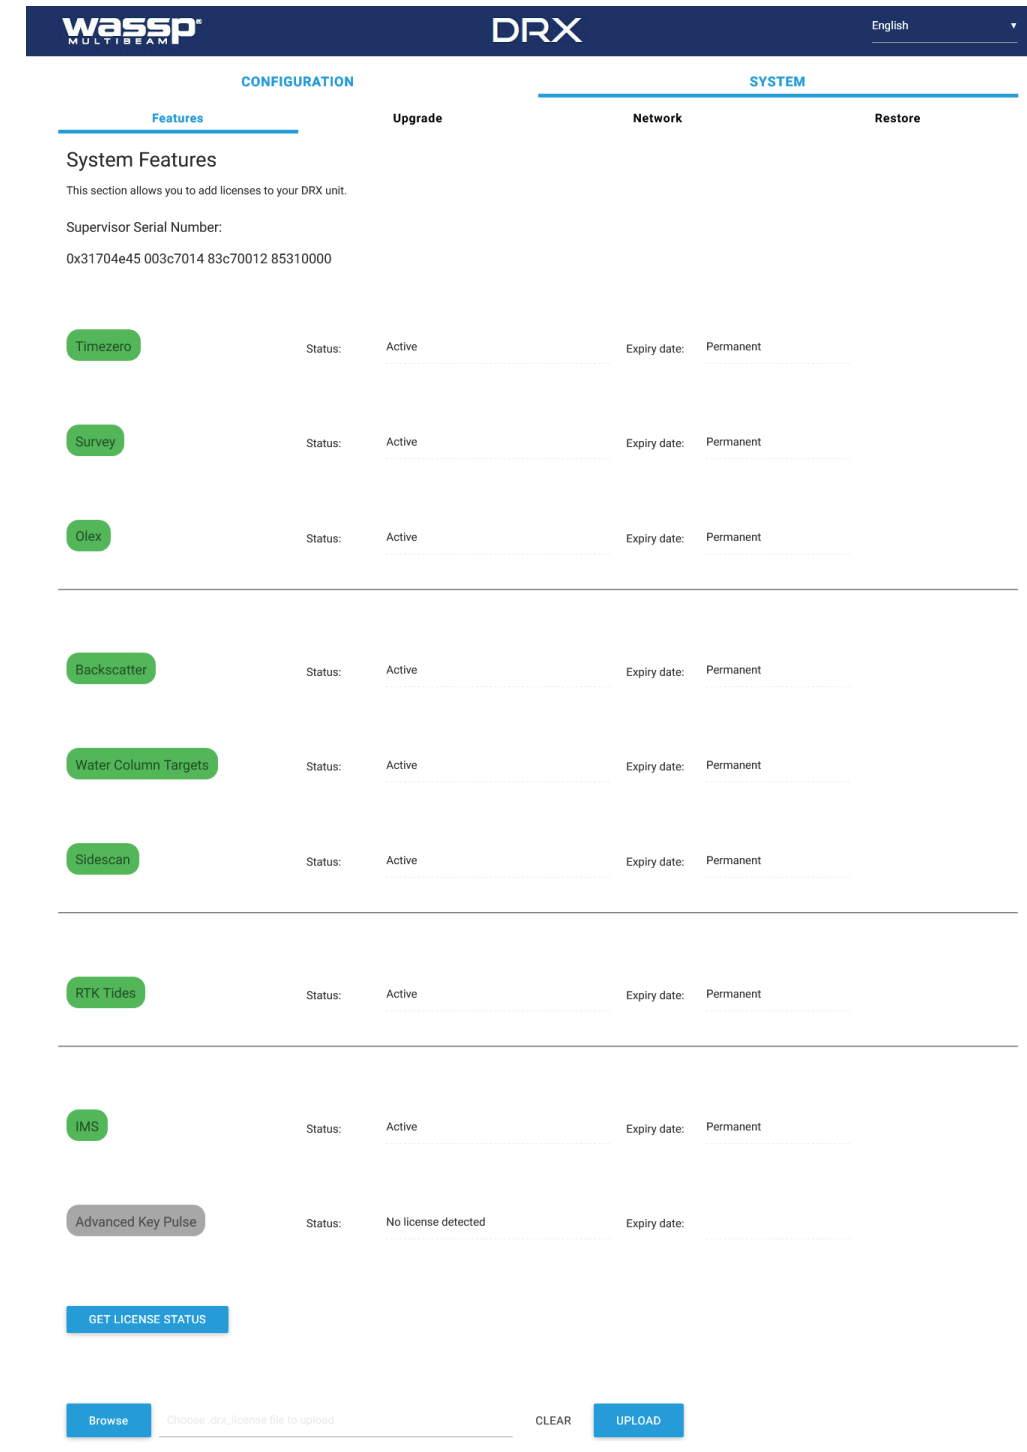 wassp®
MULTIBEAM
DRX
English
CONFIGURATION
SYSTEM
Features
Upgrade
Network
Restore
System Features
This section allows you to add licenses to your DRX unit.
Supervisor Serial Number:
0x31704e45 003c7014 83c70012 85310000
Timezero Status: Active Expiry date: Permanent
Survey Status: Active Expiry date: Permanent
Olex Status: Active Expiry date: Permanent
Backscatter Status: Active Expiry date: Permanent
Water Column Targets Status: Active Expiry date: Permanent
Sidescan Status: Active Expiry date: Permanent
RTK Tides Status: Active Expiry date: Permanent
IMS Status: Active Expiry date: Permanent
Advanced Key Pulse Status: No license detected Expiry date:
GET LICENSE STATUS
Browse Choose .drx_license file to upload CLEAR UPLOAD